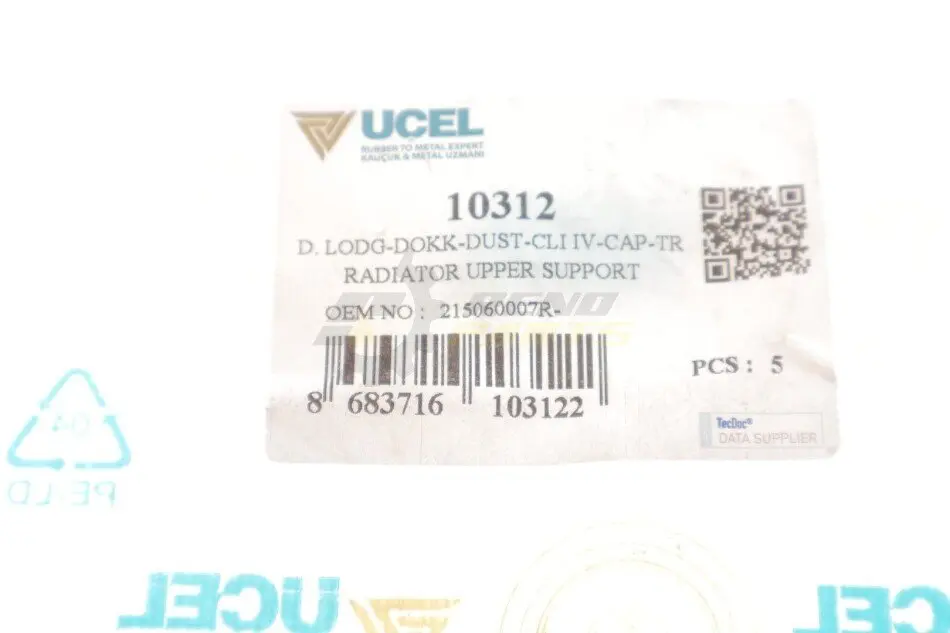 UCEL
RUBBER TO METAL EXPERT
KAUÇUK & METAL UZMANI
10312
D. LODG-DOKK-DUST-CLI IV-CAP-TR
RADIATOR UPPER SUPPORT
OEM NO : 215060007R-
8 683716 103122
PCS : 5
TecDoc®
DATA SUPPLIER
04
PE-LD
UCEL
UCEL